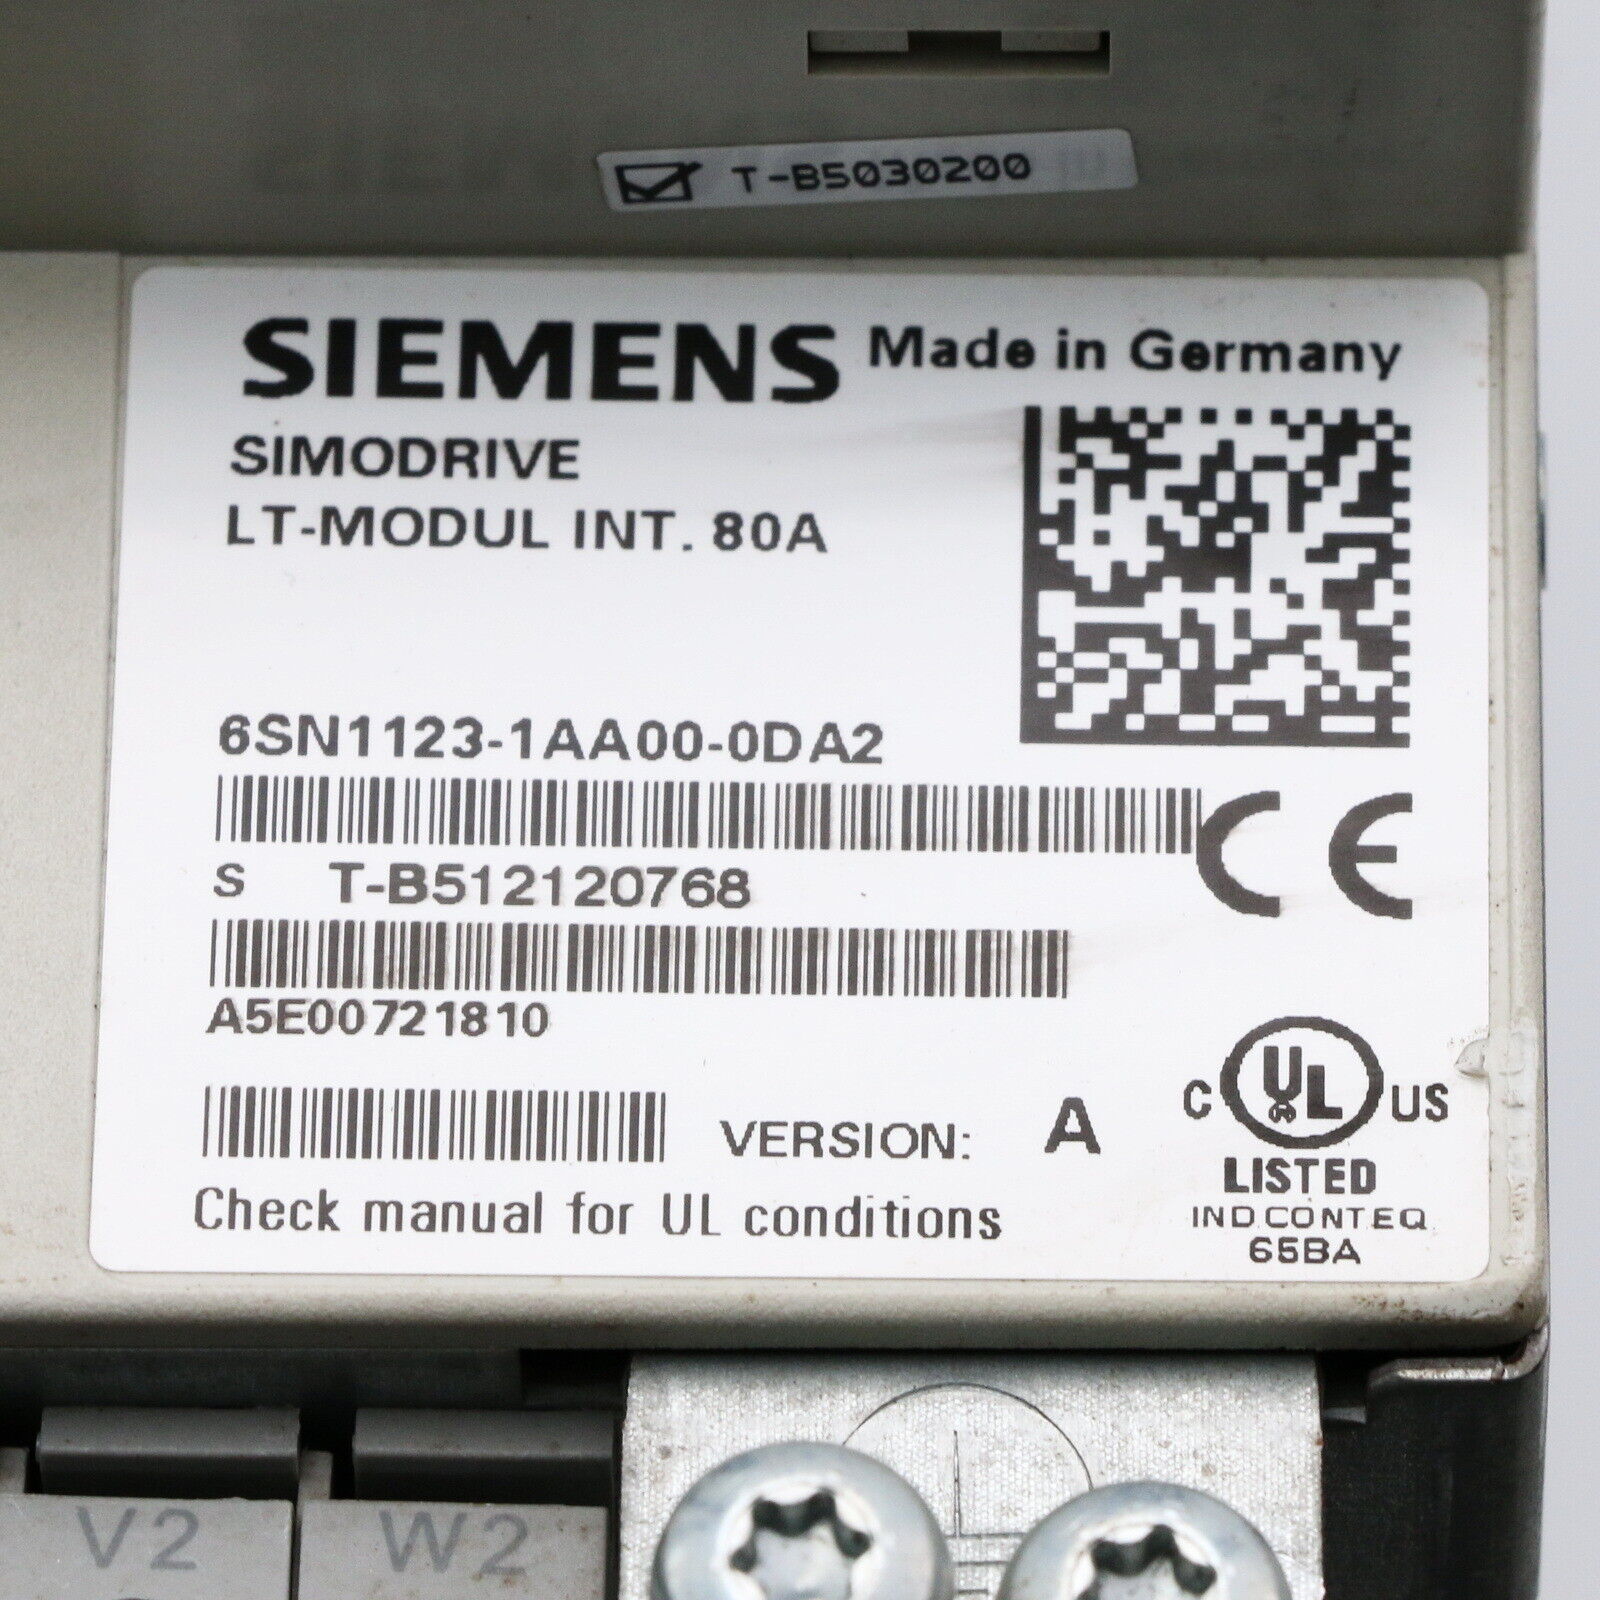 T-B5030200
SIEMENS Made in Germany
SIMODRIVE
LT-MODUL INT. 80A
6SN1123-1AA00-0DA2
S T-B512120768
A5E00721810
VERSION: A
Check manual for UL conditions
CE
C UL US
LISTED
IND.CONT.EQ.
65BA
V2 W2